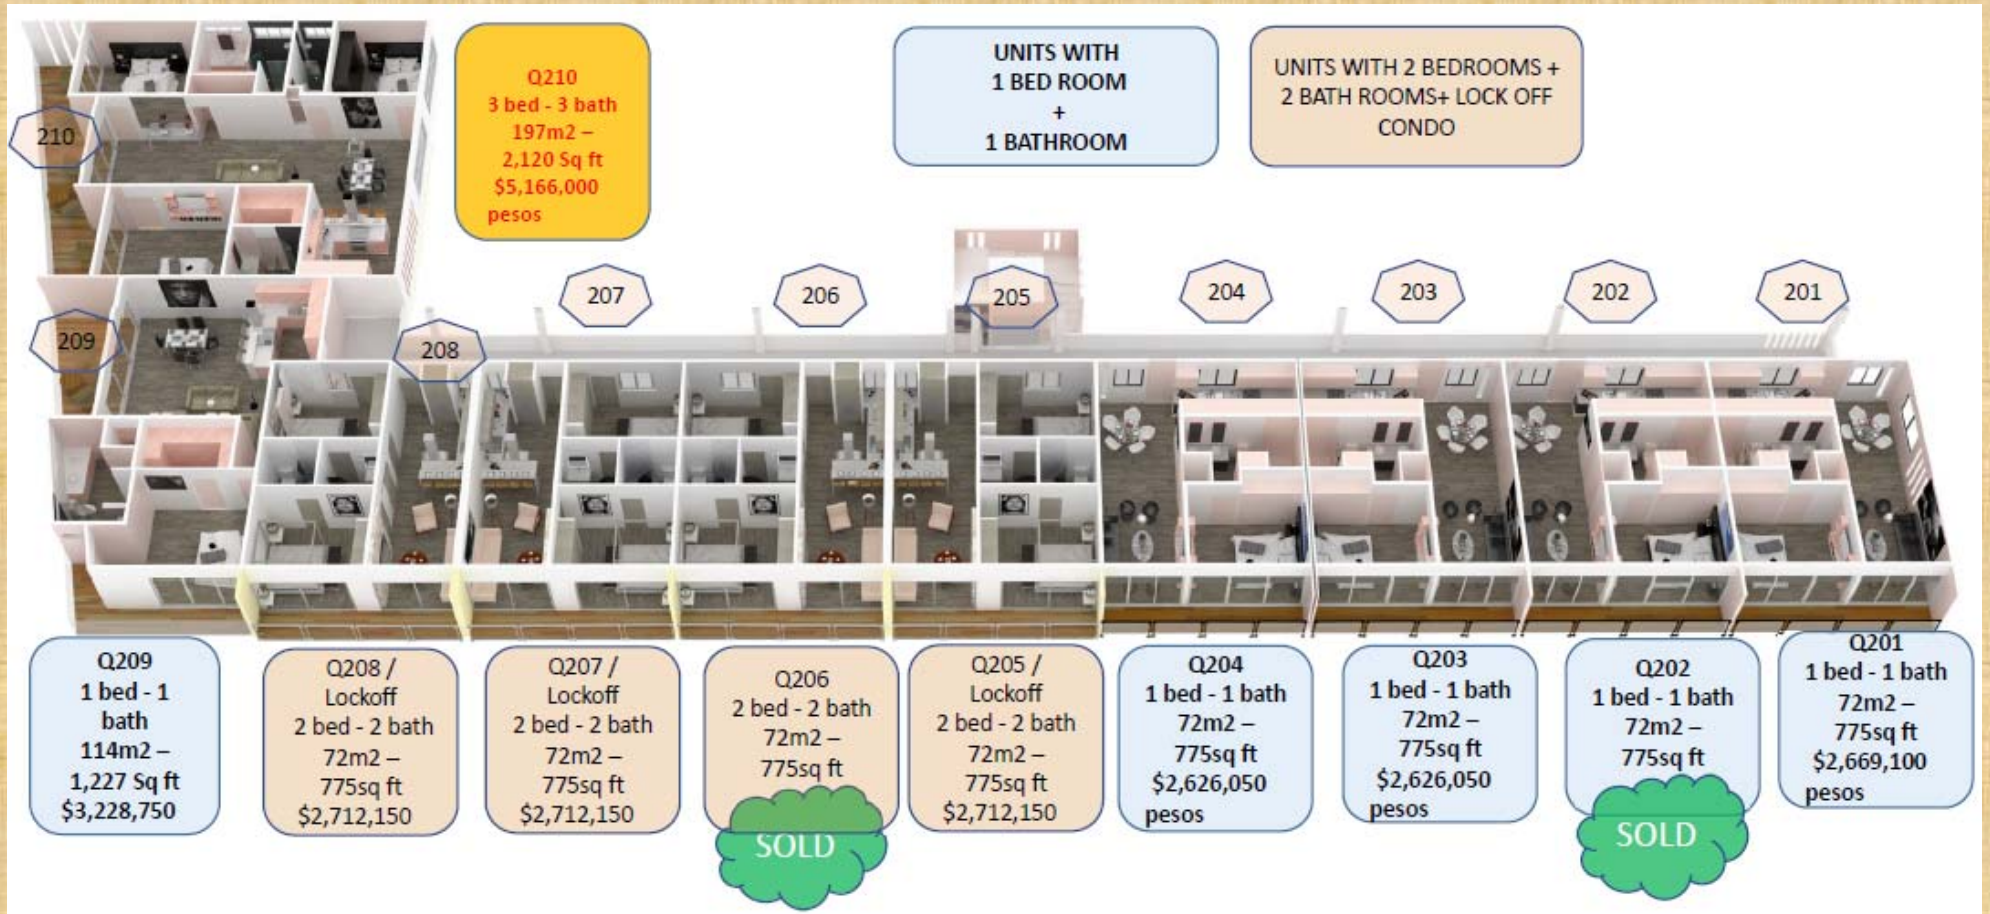 Q210
3 bed - 3 bath
197m2 –
2,120 Sq ft
$5,166,000
pesos
UNITS WITH
1 BED ROOM
+
1 BATHROOM
UNITS WITH 2 BEDROOMS +
2 BATH ROOMS+ LOCK OFF
CONDO
210
209
208
207
206
205
204
203
202
201
Q209
1 bed - 1
bath
114m2 –
1,227 Sq ft
$3,228,750
Q208 /
Lockoff
2 bed - 2 bath
72m2 –
775sq ft
$2,712,150
Q207 /
Lockoff
2 bed - 2 bath
72m2 –
775sq ft
$2,712,150
Q206
2 bed - 2 bath
72m2 –
775sq ft
SOLD
Q205 /
Lockoff
2 bed - 2 bath
72m2 –
775sq ft
$2,712,150
Q204
1 bed - 1 bath
72m2 –
775sq ft
$2,626,050
pesos
Q203
1 bed - 1 bath
72m2 –
775sq ft
$2,626,050
pesos
Q202
1 bed - 1 bath
72m2 –
775sq ft
SOLD
Q201
1 bed - 1 bath
72m2 –
775sq ft
$2,669,100
pesos